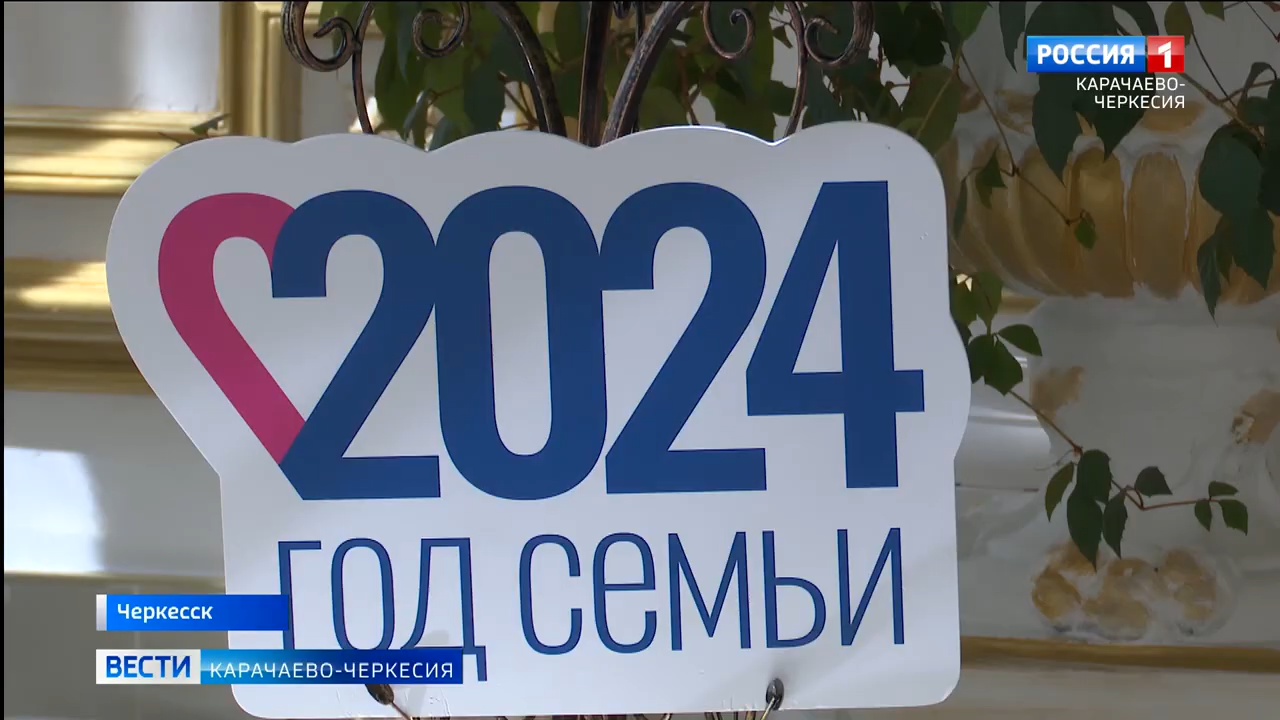 РОССИЯ 1
КАРАЧАЕВО-
ЧЕРКЕСИЯ
2024
ГОД СЕМЬИ
Черкесск
ВЕСТИ КАРАЧАЕВО-ЧЕРКЕСИЯ